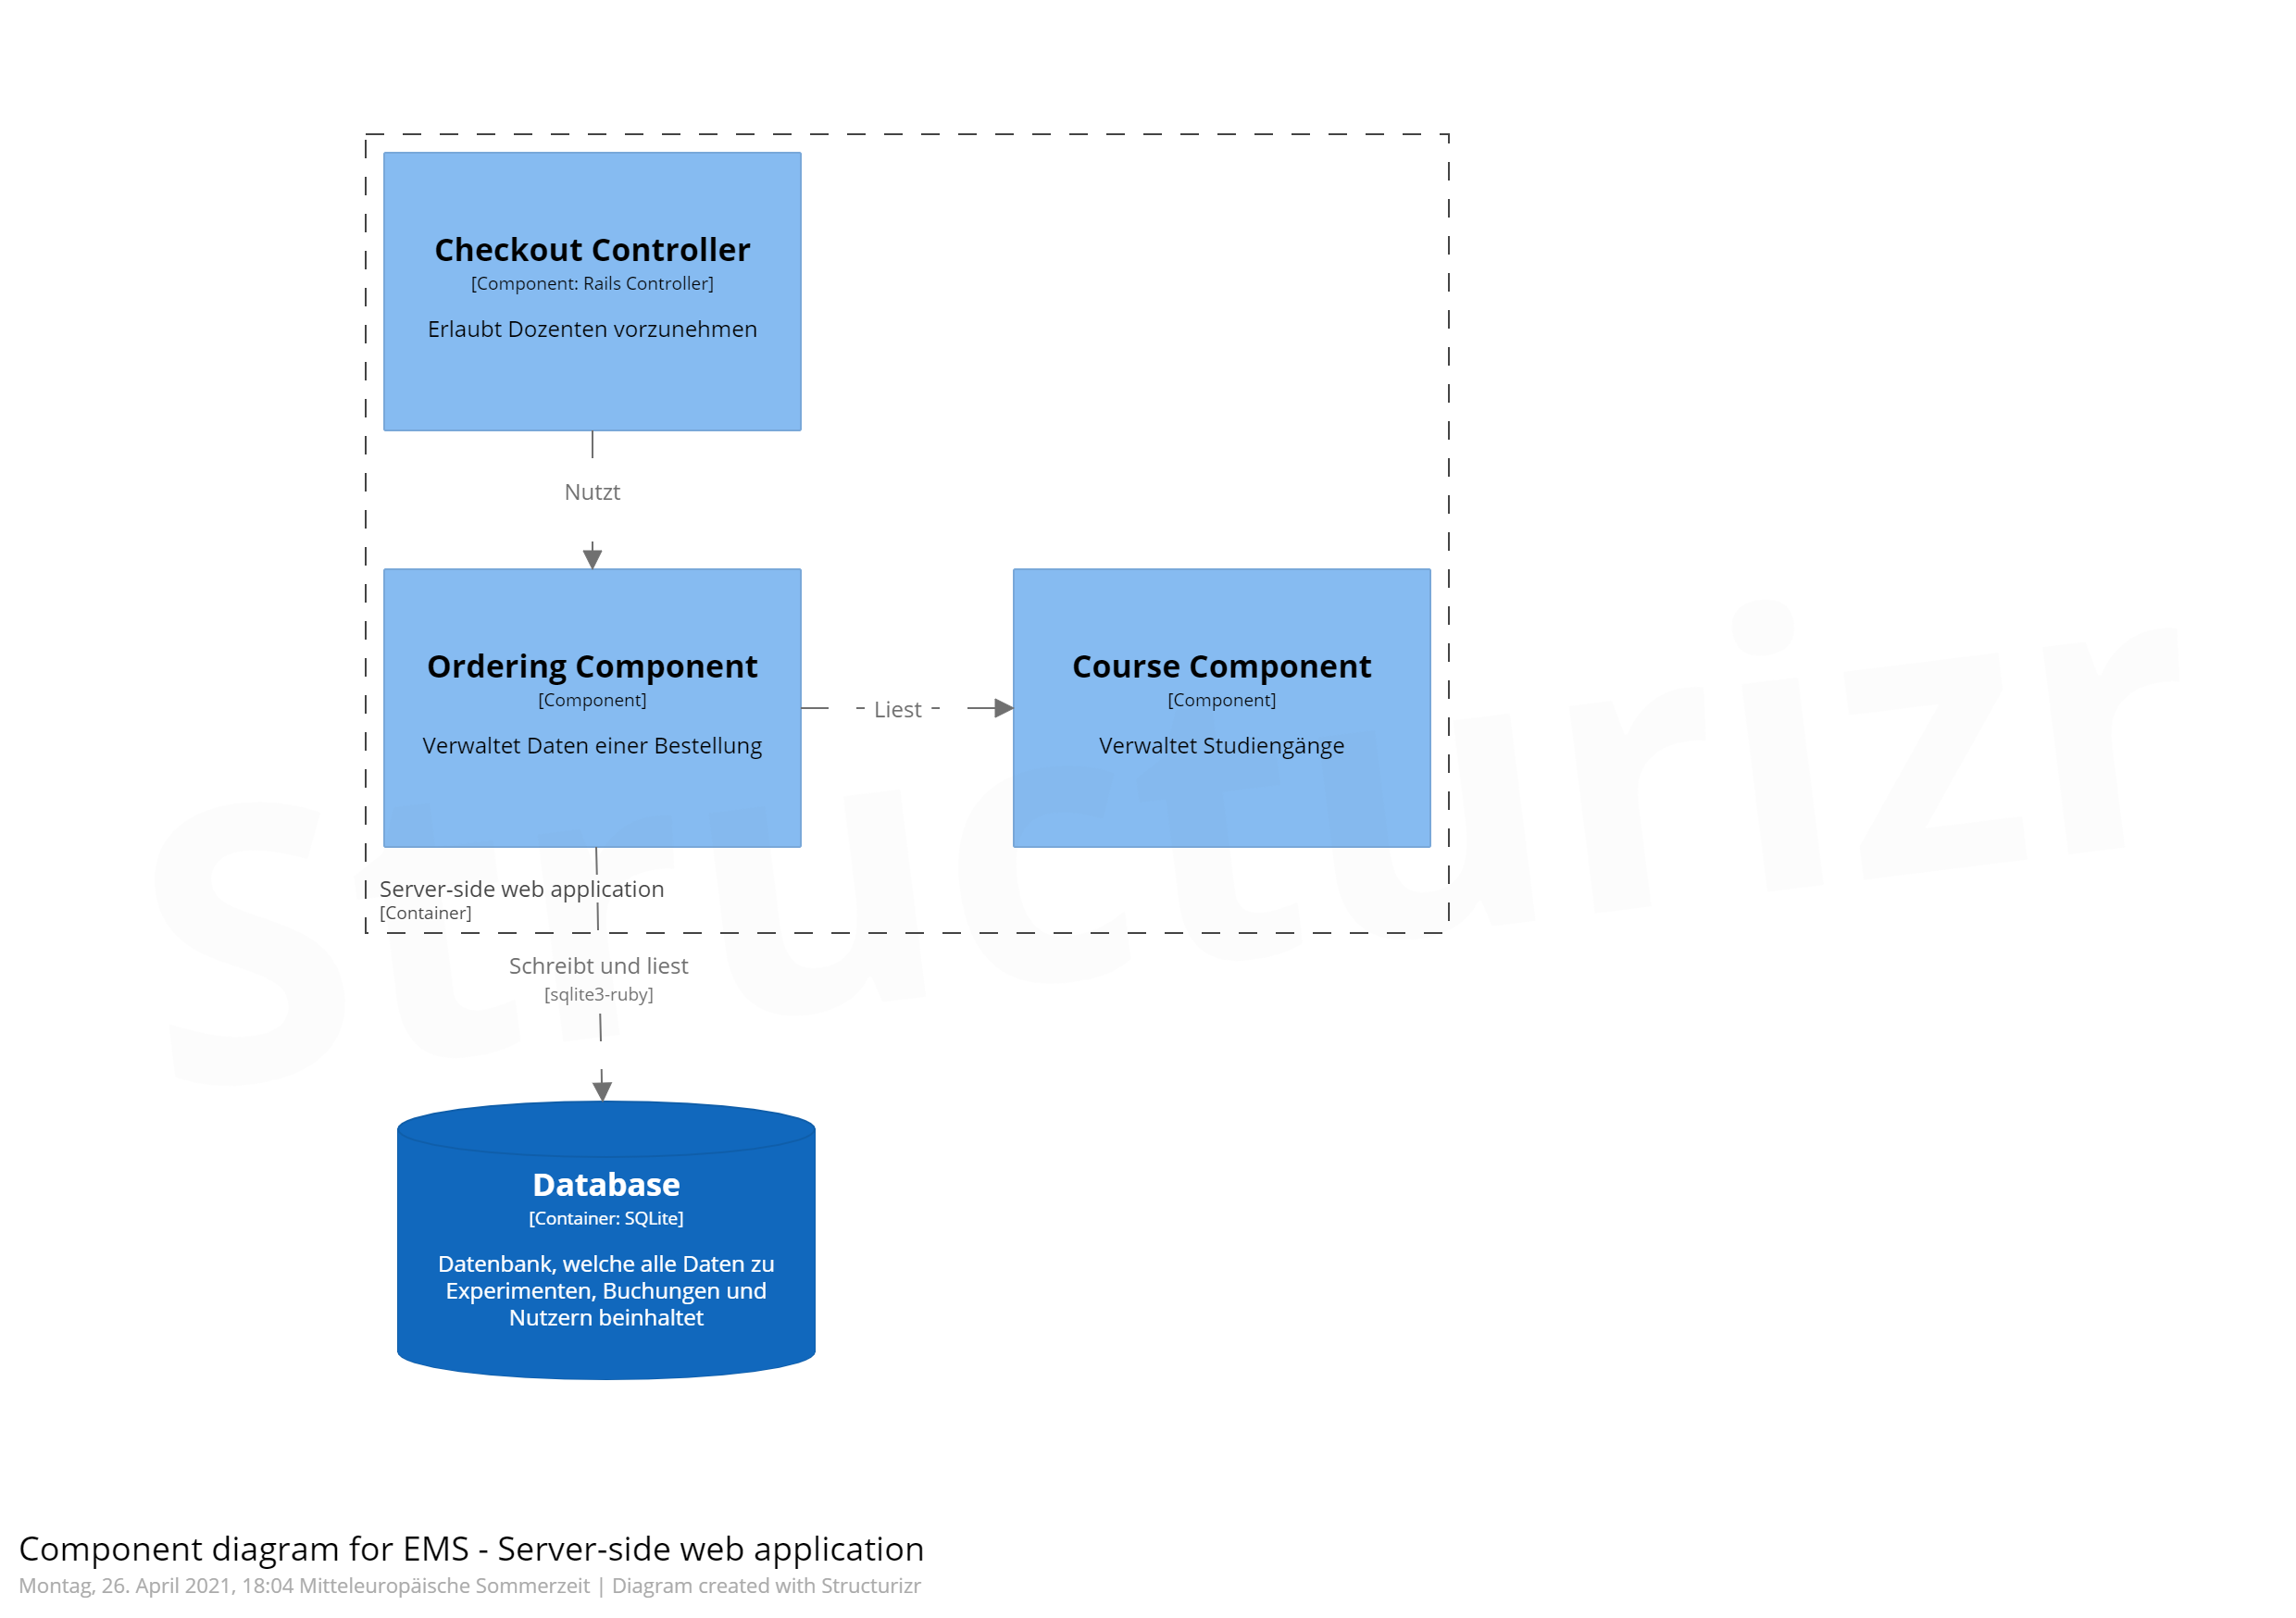 Checkout Controller
[Component: Rails Controller]
Erlaubt Dozenten vorzunehmen
Nutzt
Ordering Component
[Component]
Verwaltet Daten einer Bestellung
Liest
Course Component
[Component]
Verwaltet Studiengänge
Server-side web application
[Container]
Schreibt und liest
[sqlite3-ruby]
Database
[Container: SQLite]
Datenbank, welche alle Daten zu
Experimenten, Buchungen und
Nutzern beinhaltet
Structurizr
Component diagram for EMS - Server-side web application
Montag, 26. April 2021, 18:04 Mitteleuropäische Sommerzeit | Diagram created with Structurizr